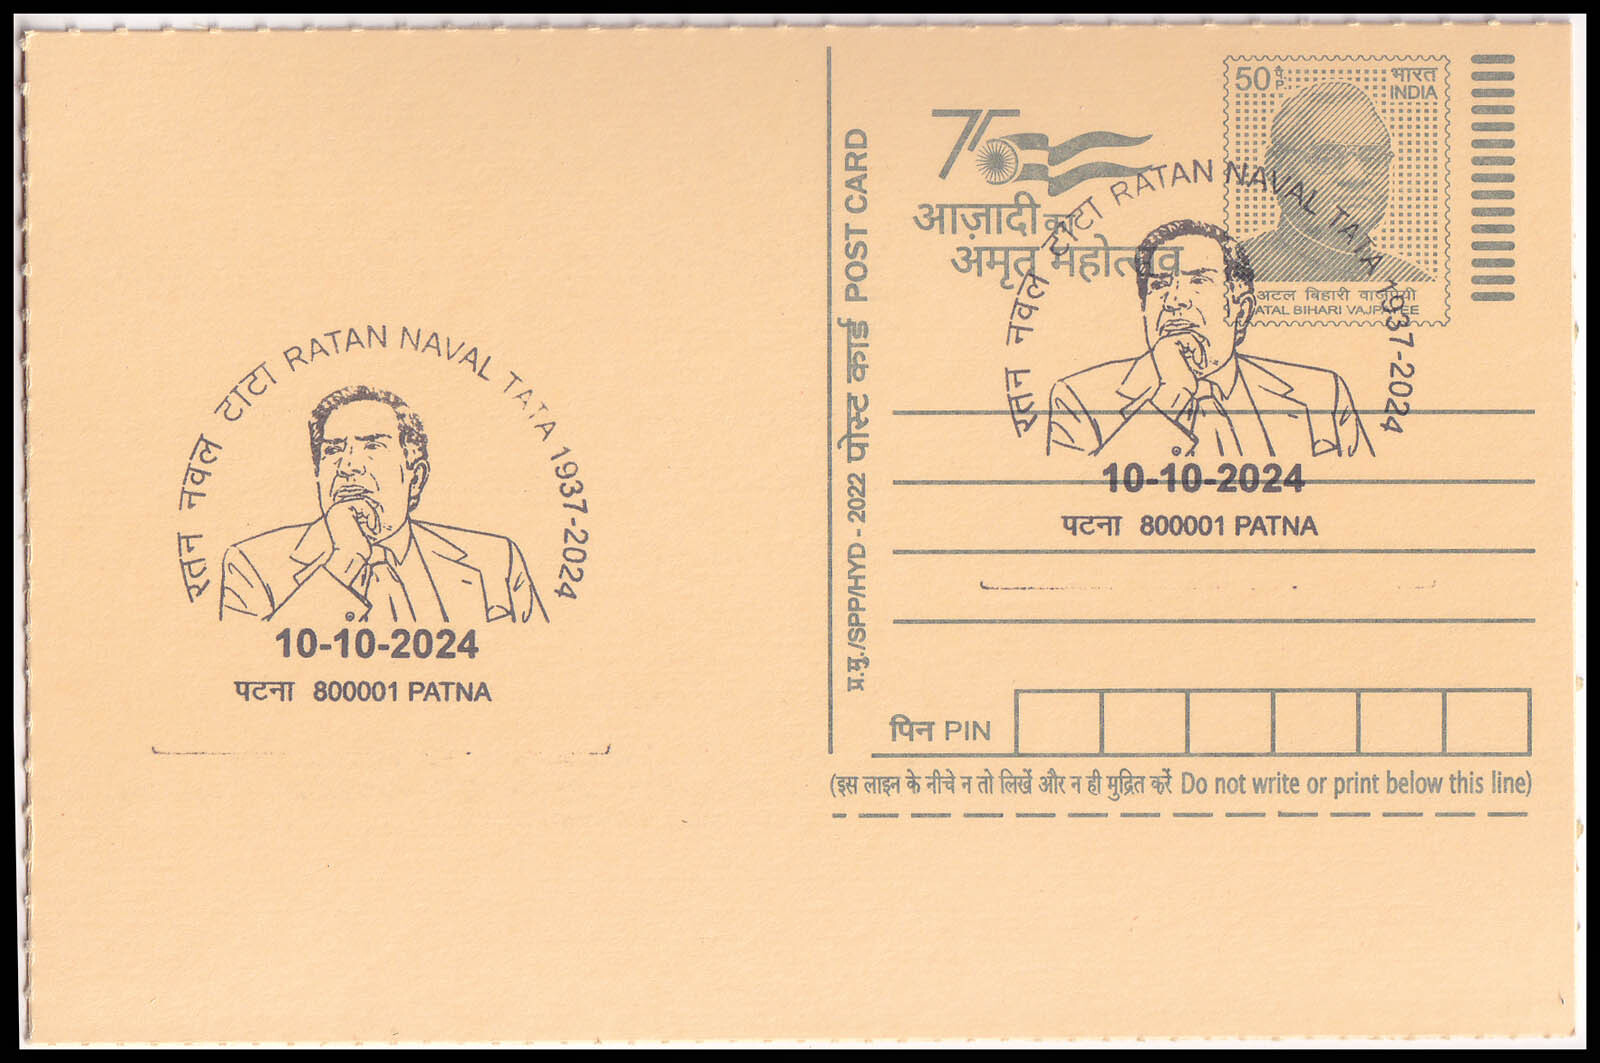 रतन नवल टाटा RATAN NAVAL TATA 1937-2024
10-10-2024
पटना 800001 PATNA
प्र.मु./SPP/HYD - 2022 पोस्ट कार्ड POST CARD
75
आज़ादी का
अमृत महोत्सव
50 पै. P.
भारत
INDIA
अटल बिहारी वाजपेयी
ATAL BIHARI VAJPAYEE
रतन नवल टाटा RATAN NAVAL TATA 1937-2024
10-10-2024
पटना 800001 PATNA
पिन PIN
(इस लाइन के नीचे न तो लिखें और न ही मुद्रित करें Do not write or print below this line)